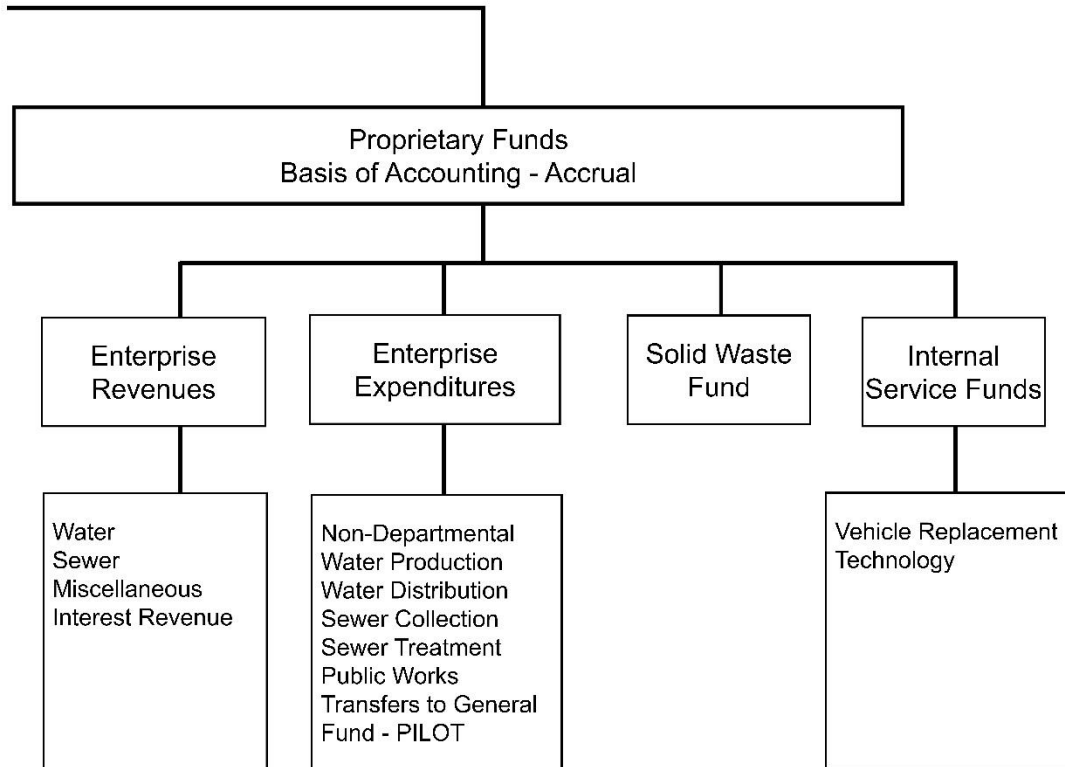 Proprietary Funds
Basis of Accounting - Accrual
Enterprise
Revenues
Enterprise
Expenditures
Solid Waste
Fund
Internal
Service Funds
Water
Sewer
Miscellaneous
Interest Revenue
Non-Departmental
Water Production
Water Distribution
Sewer Collection
Sewer Treatment
Public Works
Transfers to General
Fund - PILOT
Vehicle Replacement
Technology